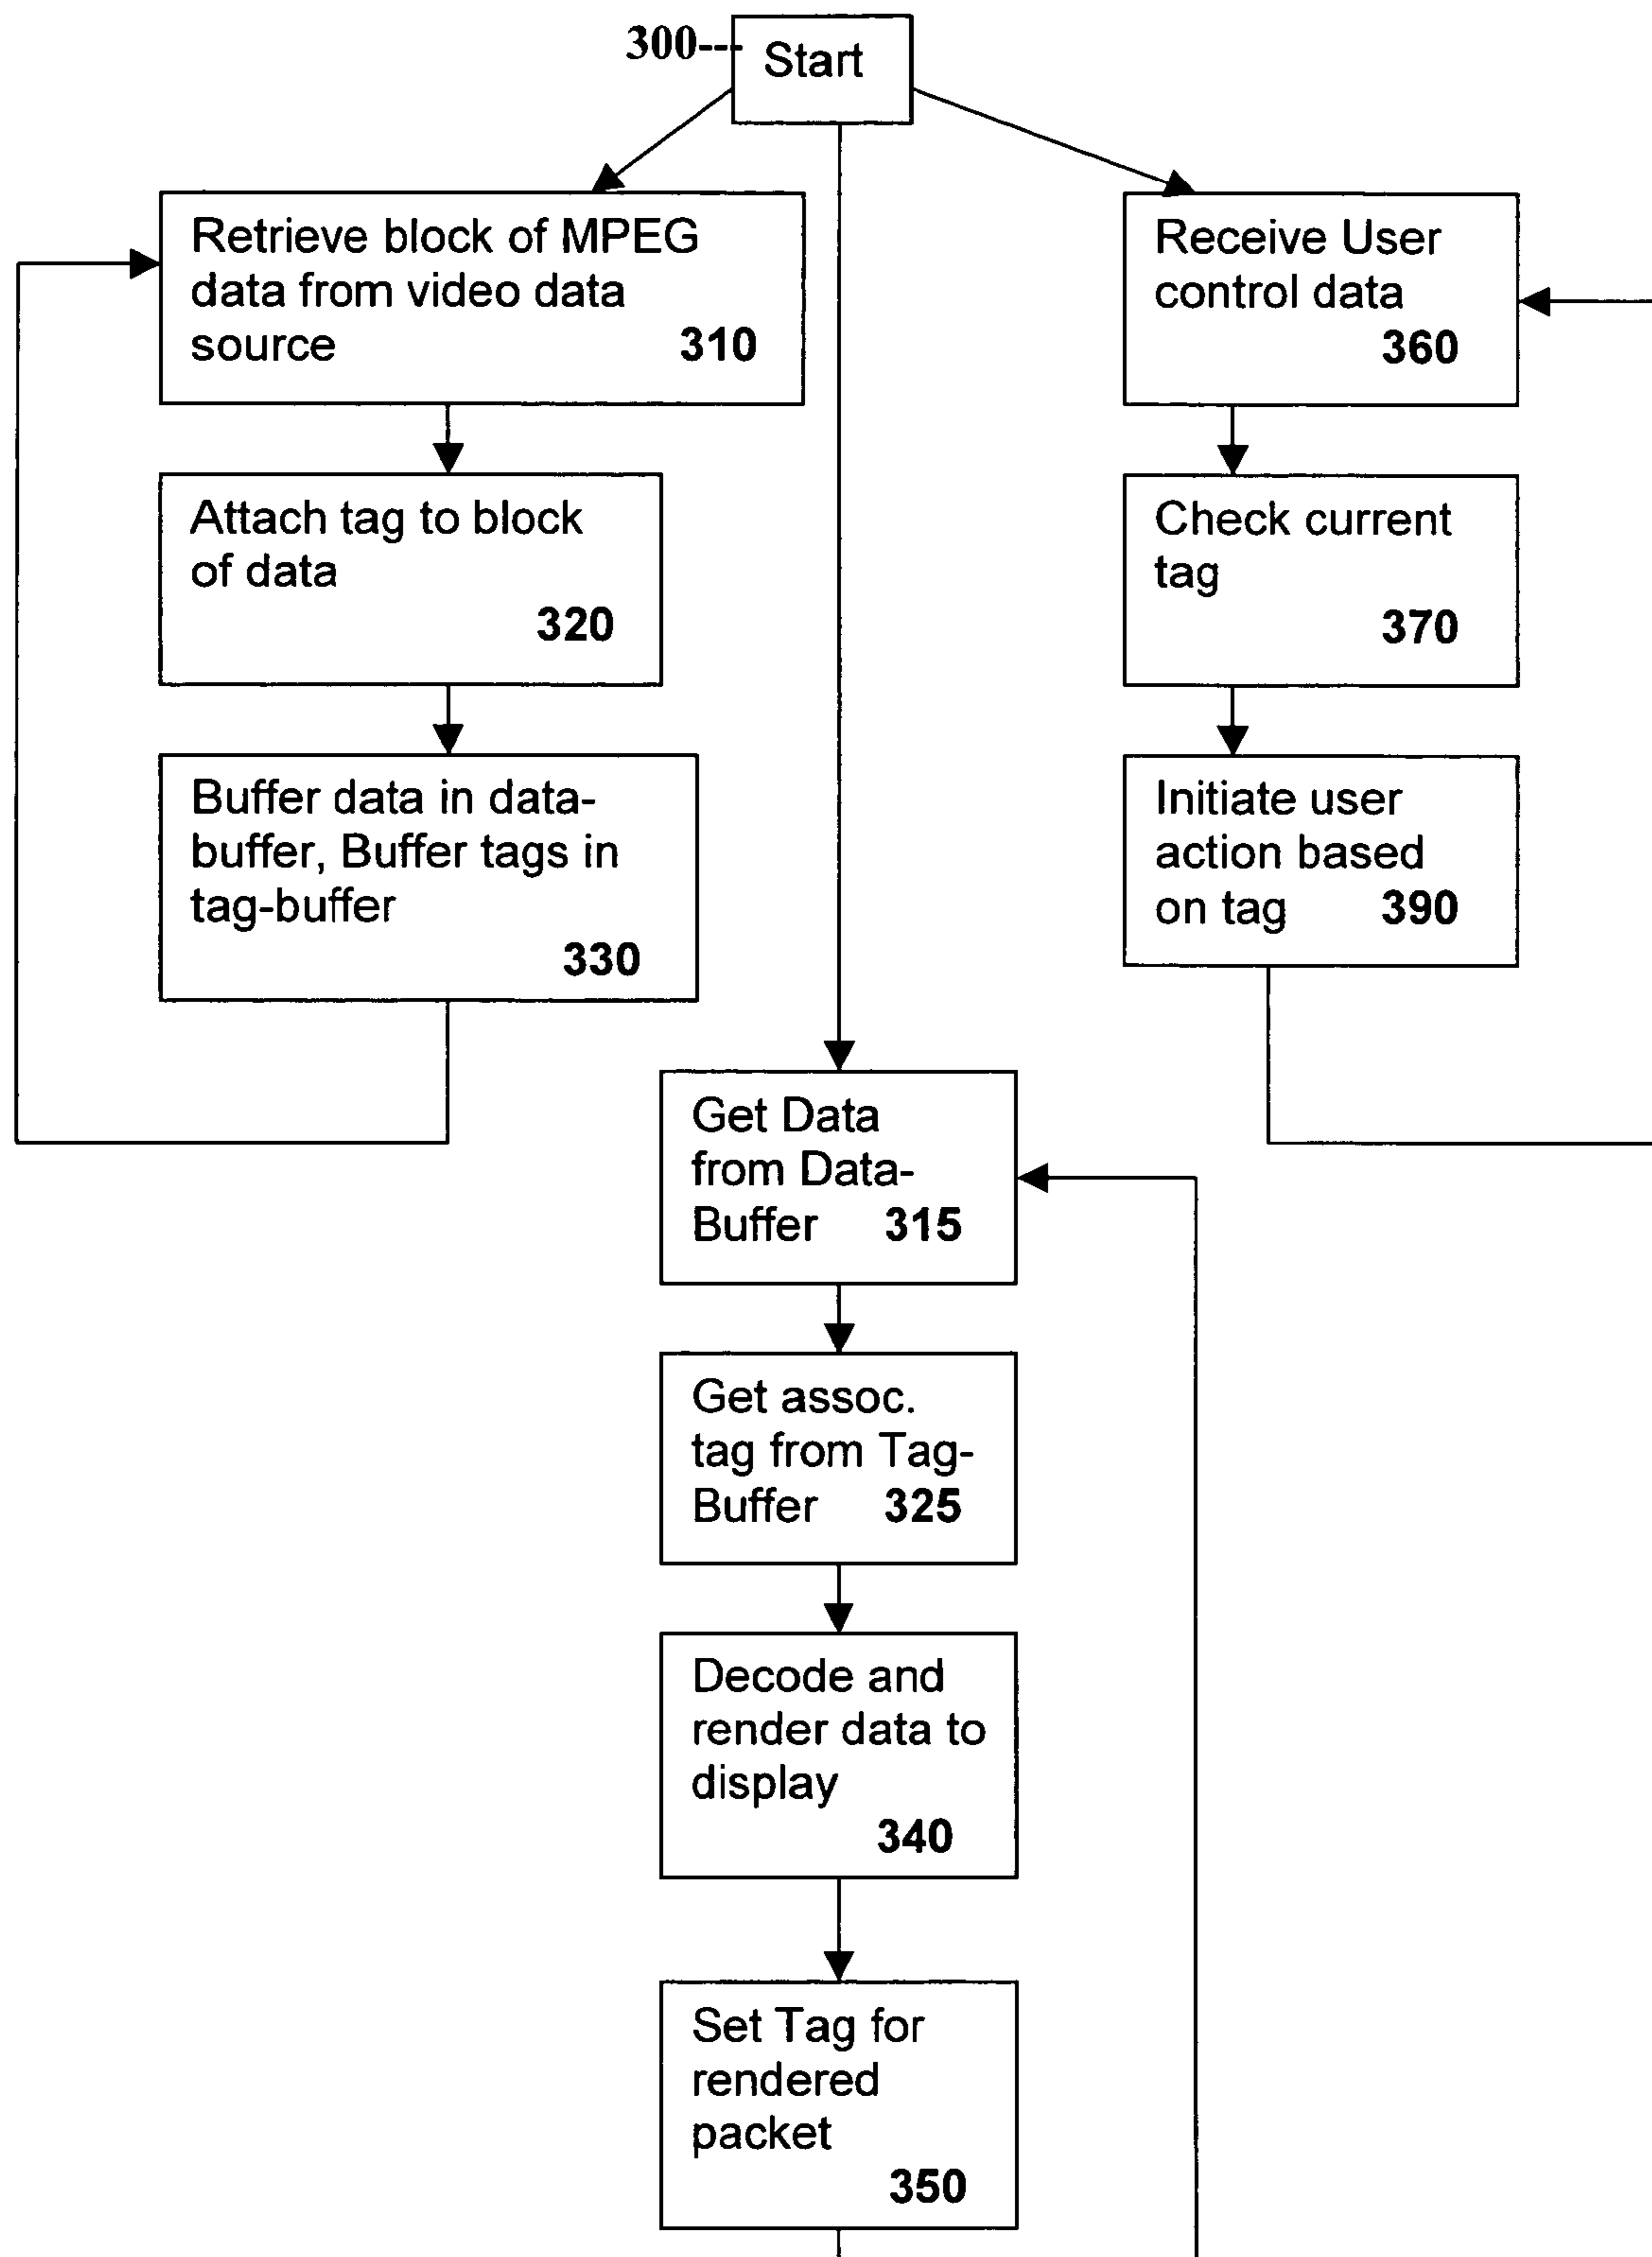 300---
Start
Retrieve block of MPEG
data from video data
source 310
Attach tag to block
of data
320
Buffer data in data-
buffer, Buffer tags in
tag-buffer
330
Get Data
from Data-
Buffer 315
Get assoc.
tag from Tag-
Buffer 325
Decode and
render data to
display
340
Set Tag for
rendered
packet
350
Receive User
control data
360
Check current
tag
370
Initiate user
action based
on tag 390